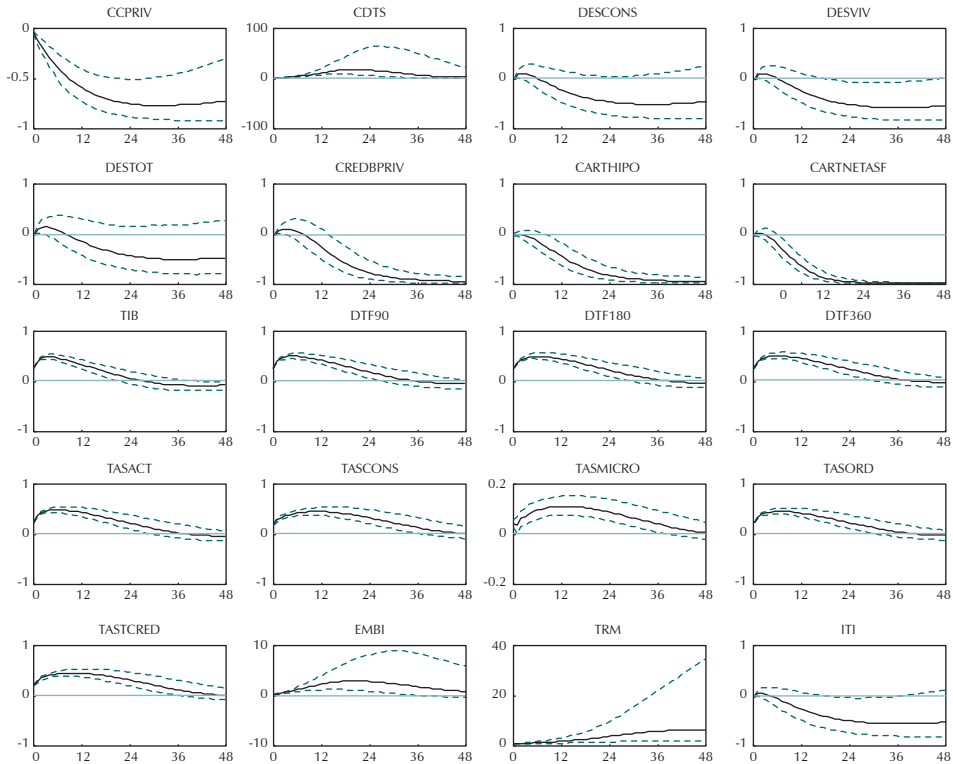 CCPRIV CDTS DESCONS DESVIV
0 100 1 1
-0.5 0 0 0
-1 -100 -1 -1
0 12 24 36 48 0 12 24 36 48 0 12 24 36 48 0 12 24 36 48
DESTOT CREDBPRIV CARTHIPO CARTNETASF
1 1 1 1
0 0 0 0
-1 -1 -1 -1
0 12 24 36 48 0 12 24 36 48 0 12 24 36 48 0 12 24 36 48
TIB DTF90 DTF180 DTF360
1 1 1 1
0 0 0 0
-1 -1 -1 -1
0 12 24 36 48 0 12 24 36 48 0 12 24 36 48 0 12 24 36 48
TASACT TASCONS TASMICRO TASORD
1 1 0.2 1
0 0 0 0
-1 -1 -0.2 -1
0 12 24 36 48 0 12 24 36 48 0 12 24 36 48 0 12 24 36 48
TASTCRED EMBI TRM ITI
1 10 40 1
0 0 20 0
-1 -10 0 -1
0 12 24 36 48 0 12 24 36 48 0 12 24 36 48 0 12 24 36 48